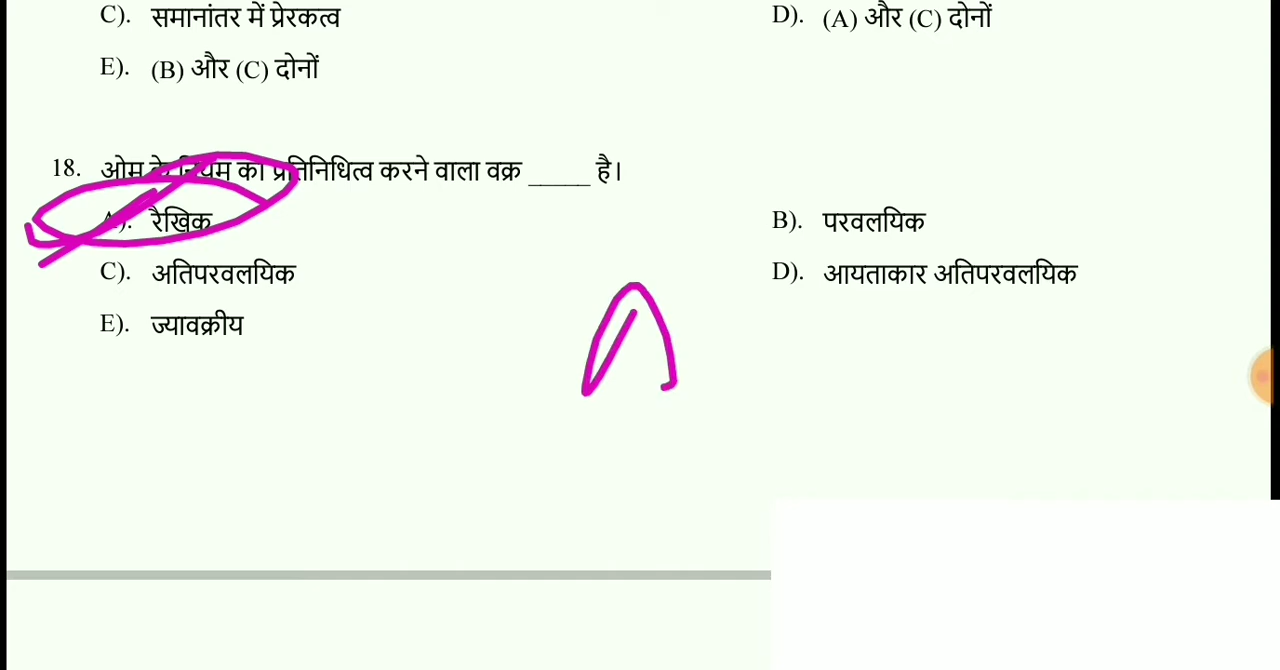 C). समानांतर में प्रेरकत्व
D). (A) और (C) दोनों
E). (B) और (C) दोनों
18. ओम के नियम का प्रतिनिधित्व करने वाला वक्र _____ है।
A). रैखिक
B). परवलयिक
C). अतिपरवलयिक
D). आयताकार अतिपरवलयिक
E). ज्यावक्रीय